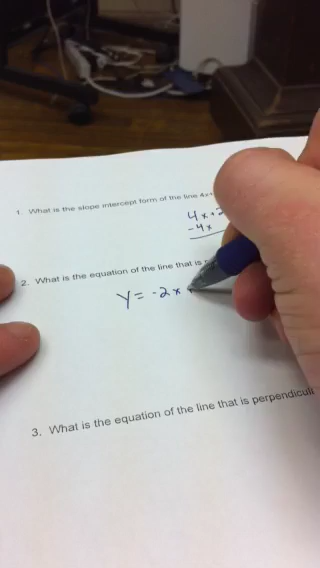 1. What is the slope intercept form of the line 4x+
4x+2
-4x
2. What is the equation of the line that is
y = -2x
3. What is the equation of the line that is perpendicul